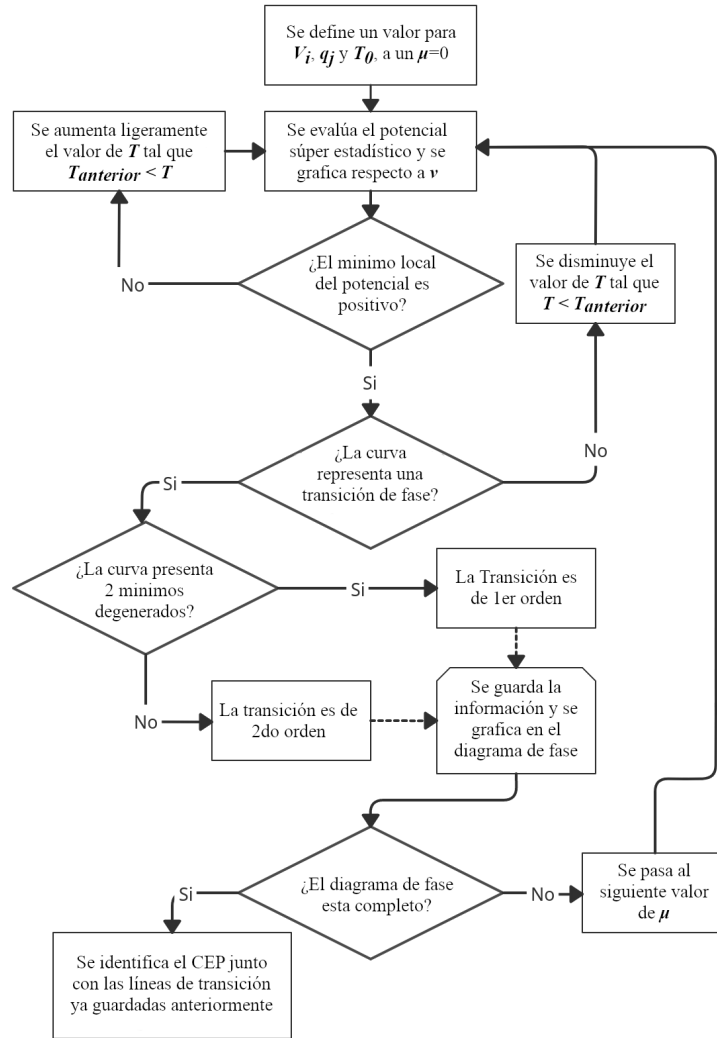 Se define un valor para
V_i, q_j y T_0, a un μ=0
Se aumenta ligeramente
el valor de T tal que
T_anterior < T
Se evalúa el potencial
súper estadístico y se
grafica respecto a v
¿El minimo local
del potencial es
positivo?
No
Se disminuye el
valor de T tal que
T < T_anterior
Si
¿La curva
representa una
transición de fase?
No
Si
¿La curva presenta
2 minimos
degenerados?
Si
La Transición es
de 1er orden
No
La transición es de
2do orden
Se guarda la
información y se
grafica en el
diagrama de fase
¿El diagrama de fase
esta completo?
Si
No
Se pasa al
siguiente valor
de μ
Se identifica el CEP junto
con las líneas de transición
ya guardadas anteriormente